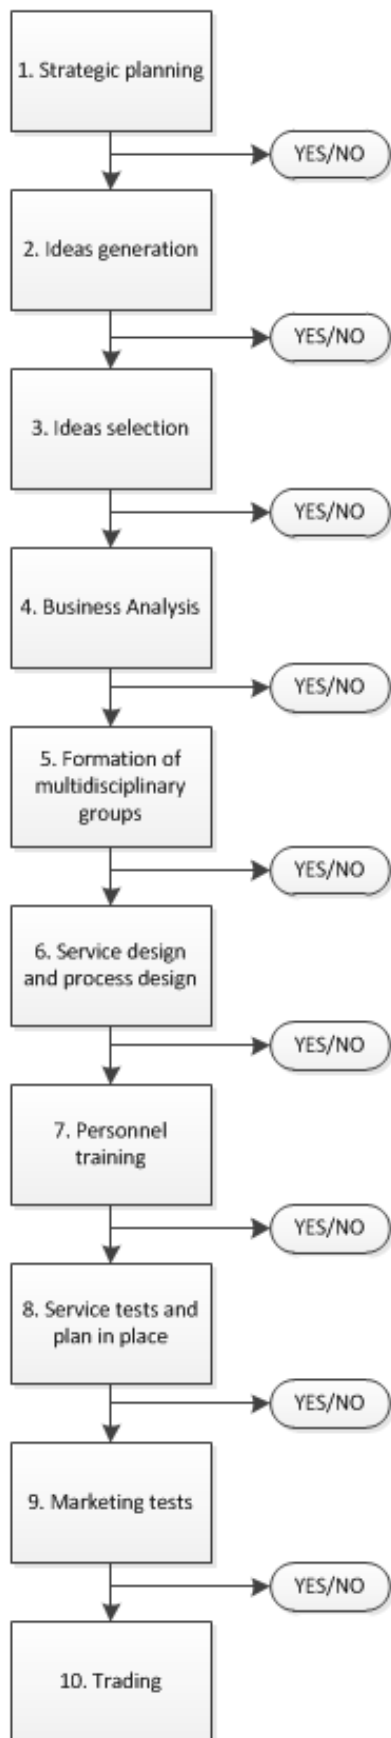 1. Strategic planning
YES/NO
2. Ideas generation
YES/NO
3. Ideas selection
YES/NO
4. Business Analysis
YES/NO
5. Formation of
multidisciplinary
groups
YES/NO
6. Service design
and process design
YES/NO
7. Personnel
training
YES/NO
8. Service tests and
plan in place
YES/NO
9. Marketing tests
YES/NO
10. Trading